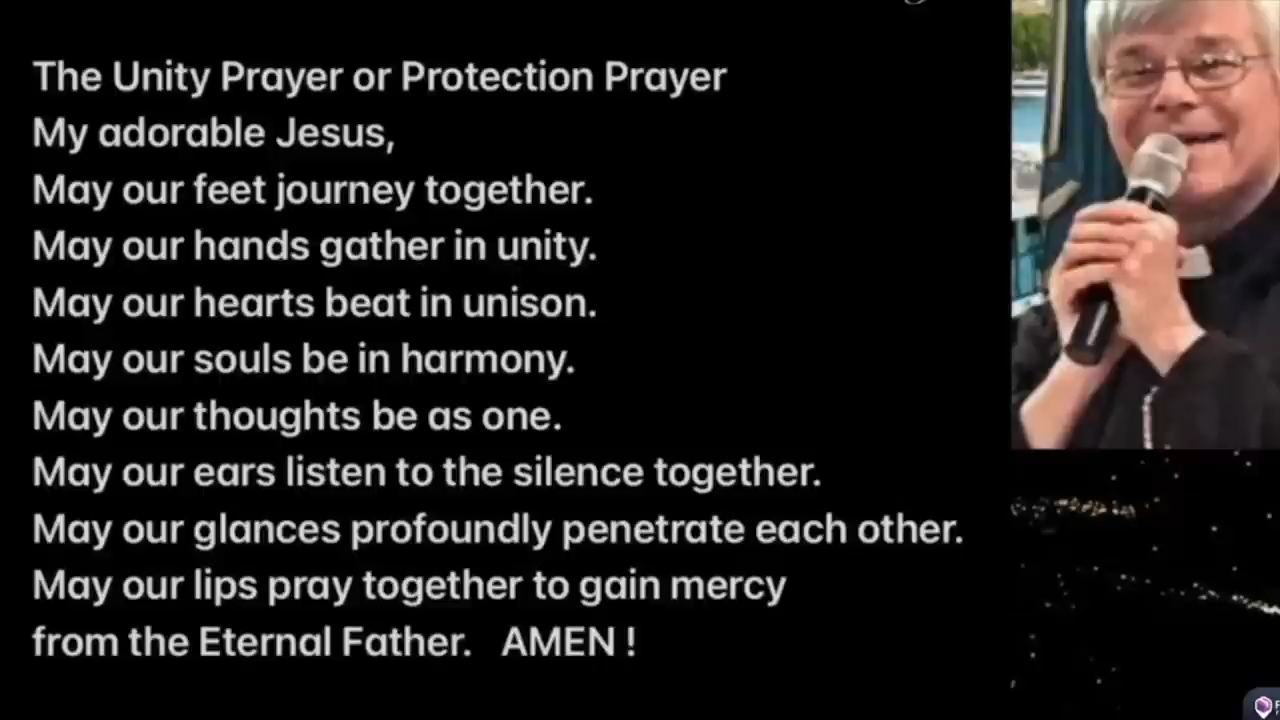 The Unity Prayer or Protection Prayer
My adorable Jesus,
May our feet journey together.
May our hands gather in unity.
May our hearts beat in unison.
May our souls be in harmony.
May our thoughts be as one.
May our ears listen to the silence together.
May our glances profoundly penetrate each other.
May our lips pray together to gain mercy
from the Eternal Father. AMEN !